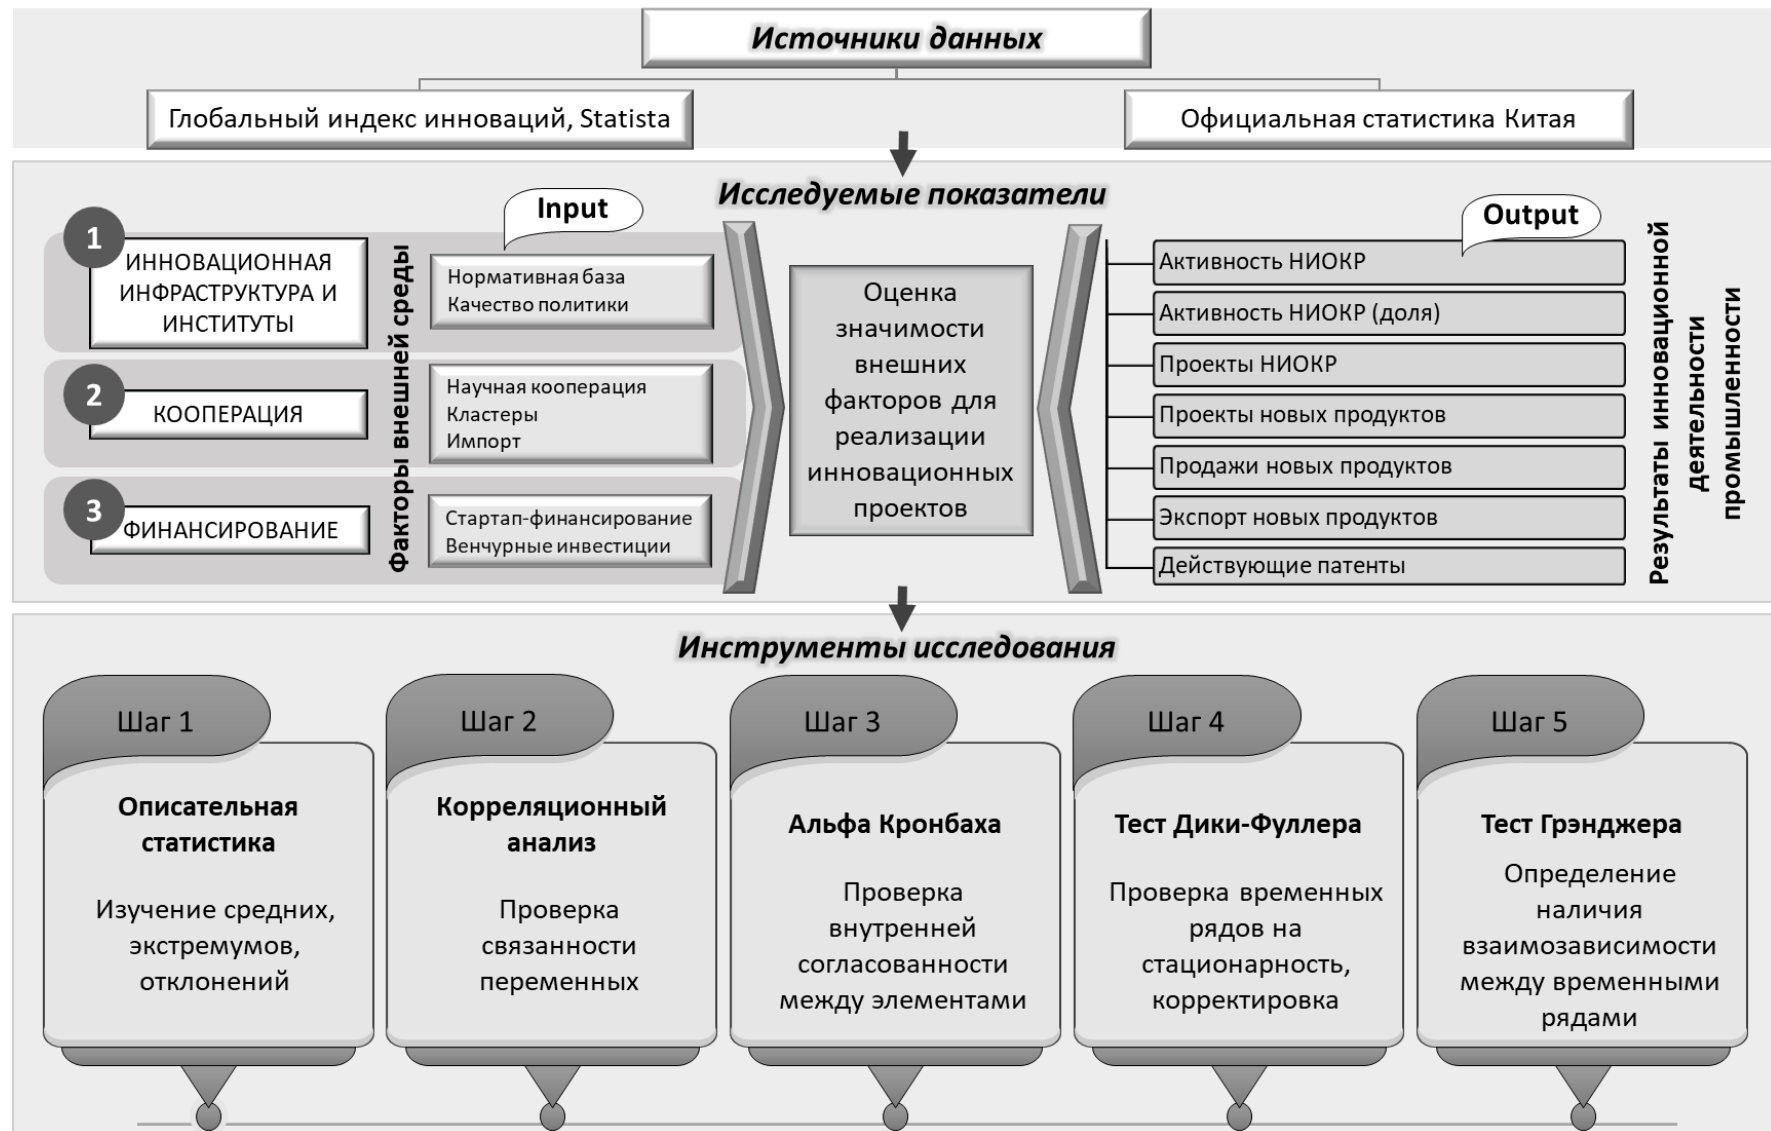 Источники данных
Глобальный индекс инноваций, Statista
Официальная статистика Китая
Исследуемые показатели
Input
Output
1
ИННОВАЦИОННАЯ
ИНФРАСТРУКТУРА И
ИНСТИТУТЫ
2
КООПЕРАЦИЯ
3
ФИНАНСИРОВАНИЕ
Факторы внешней среды
Нормативная база
Качество политики
Научная кооперация
Кластеры
Импорт
Стартап-финансирование
Венчурные инвестиции
Оценка
значимости
внешних
факторов для
реализации
инновационных
проектов
Активность НИОКР
Активность НИОКР (доля)
Проекты НИОКР
Проекты новых продуктов
Продажи новых продуктов
Экспорт новых продуктов
Действующие патенты
Результаты инновационной
деятельности
промышленности
Инструменты исследования
Шаг 1
Описательная
статистика
Изучение средних,
экстремумов,
отклонений
Шаг 2
Корреляционный
анализ
Проверка
связанности
переменных
Шаг 3
Альфа Кронбаха
Проверка
внутренней
согласованности
между элементами
Шаг 4
Тест Дики-Фуллера
Проверка временных
рядов на
стационарность,
корректировка
Шаг 5
Тест Грэнджера
Определение
наличия
взаимозависимости
между временными
рядами